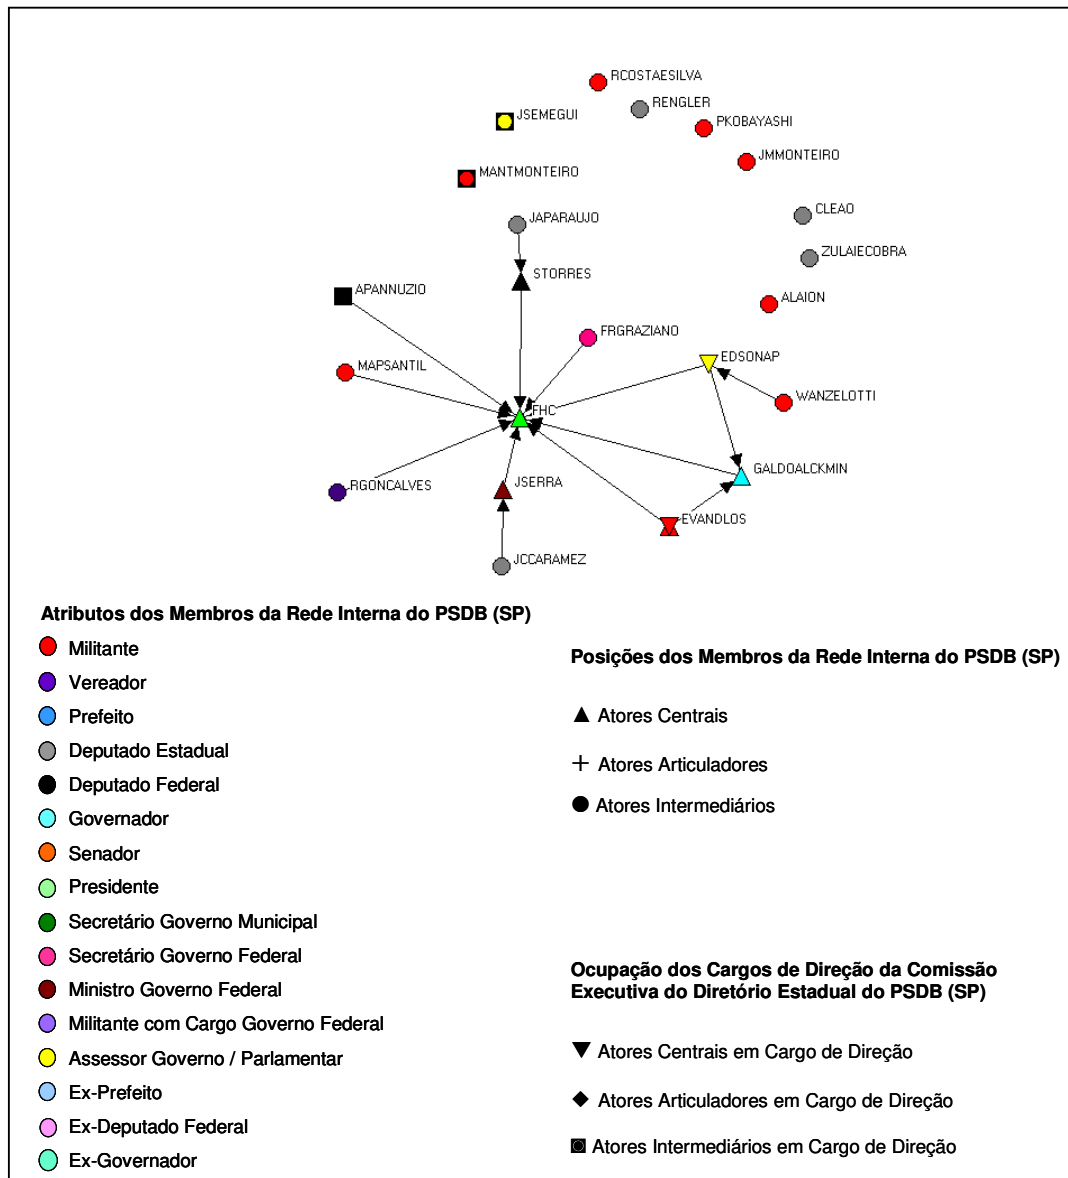 RCOSTAESILVA
RENGLER
JSEMEGUI
PKOBAYASHI
JMMONTEIRO
MANTMONTEIRO
CLEAO
JAPARAUJO
ZULAIECOBRA
STORRES
APANNUZIO
ALAION
FRGRAZIANO
EDSONAP
MAPSANTIL
WANZELOTTI
FHC
GALDOALCKMIN
RGONCALVES
JSERRA
EVANDLOS
JCCARAMEZ
Atributos dos Membros da Rede Interna do PSDB (SP)
Militante
Vereador
Prefeito
Deputado Estadual
Deputado Federal
Governador
Senador
Presidente
Secretário Governo Municipal
Secretário Governo Federal
Ministro Governo Federal
Militante com Cargo Governo Federal
Assessor Governo / Parlamentar
Ex-Prefeito
Ex-Deputado Federal
Ex-Governador
Posições dos Membros da Rede Interna do PSDB (SP)
Atores Centrais
Atores Articuladores
Atores Intermediários
Ocupação dos Cargos de Direção da Comissão
Executiva do Diretório Estadual do PSDB (SP)
Atores Centrais em Cargo de Direção
Atores Articuladores em Cargo de Direção
Atores Intermediários em Cargo de Direção